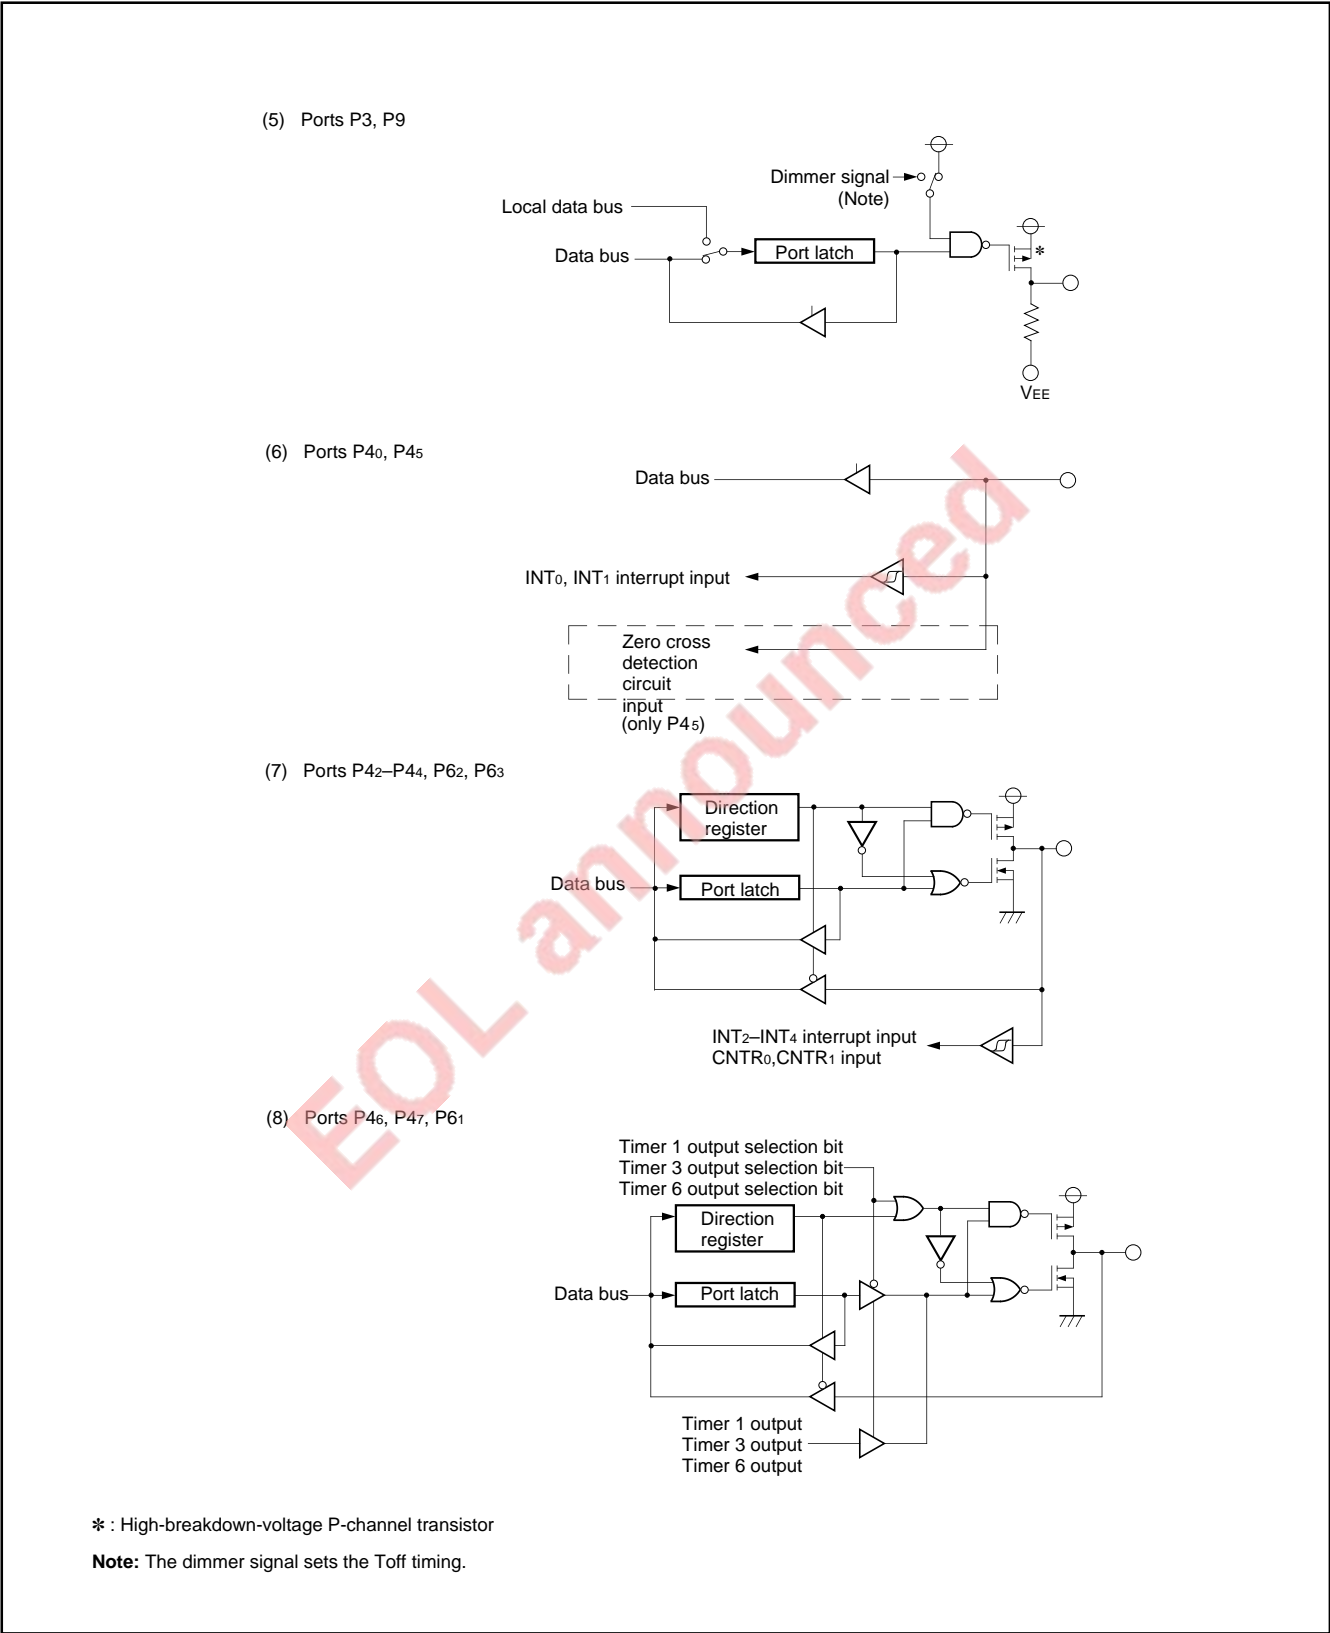 (5) Ports P3, P9
Dimmer signal
(Note)
Local data bus
Data bus
Port latch
*
VEE
(6) Ports P40, P45
Data bus
INT0, INT1 interrupt input
Zero cross
detection
circuit
input
(only P45)
(7) Ports P42–P44, P62, P63
Direction
register
Data bus
Port latch
INT2–INT4 interrupt input
CNTR0,CNTR1 input
(8) Ports P46, P47, P61
Timer 1 output selection bit
Timer 3 output selection bit
Timer 6 output selection bit
Direction
register
Data bus
Port latch
Timer 1 output
Timer 3 output
Timer 6 output
* : High-breakdown-voltage P-channel transistor
Note: The dimmer signal sets the Toff timing.
EOL announced